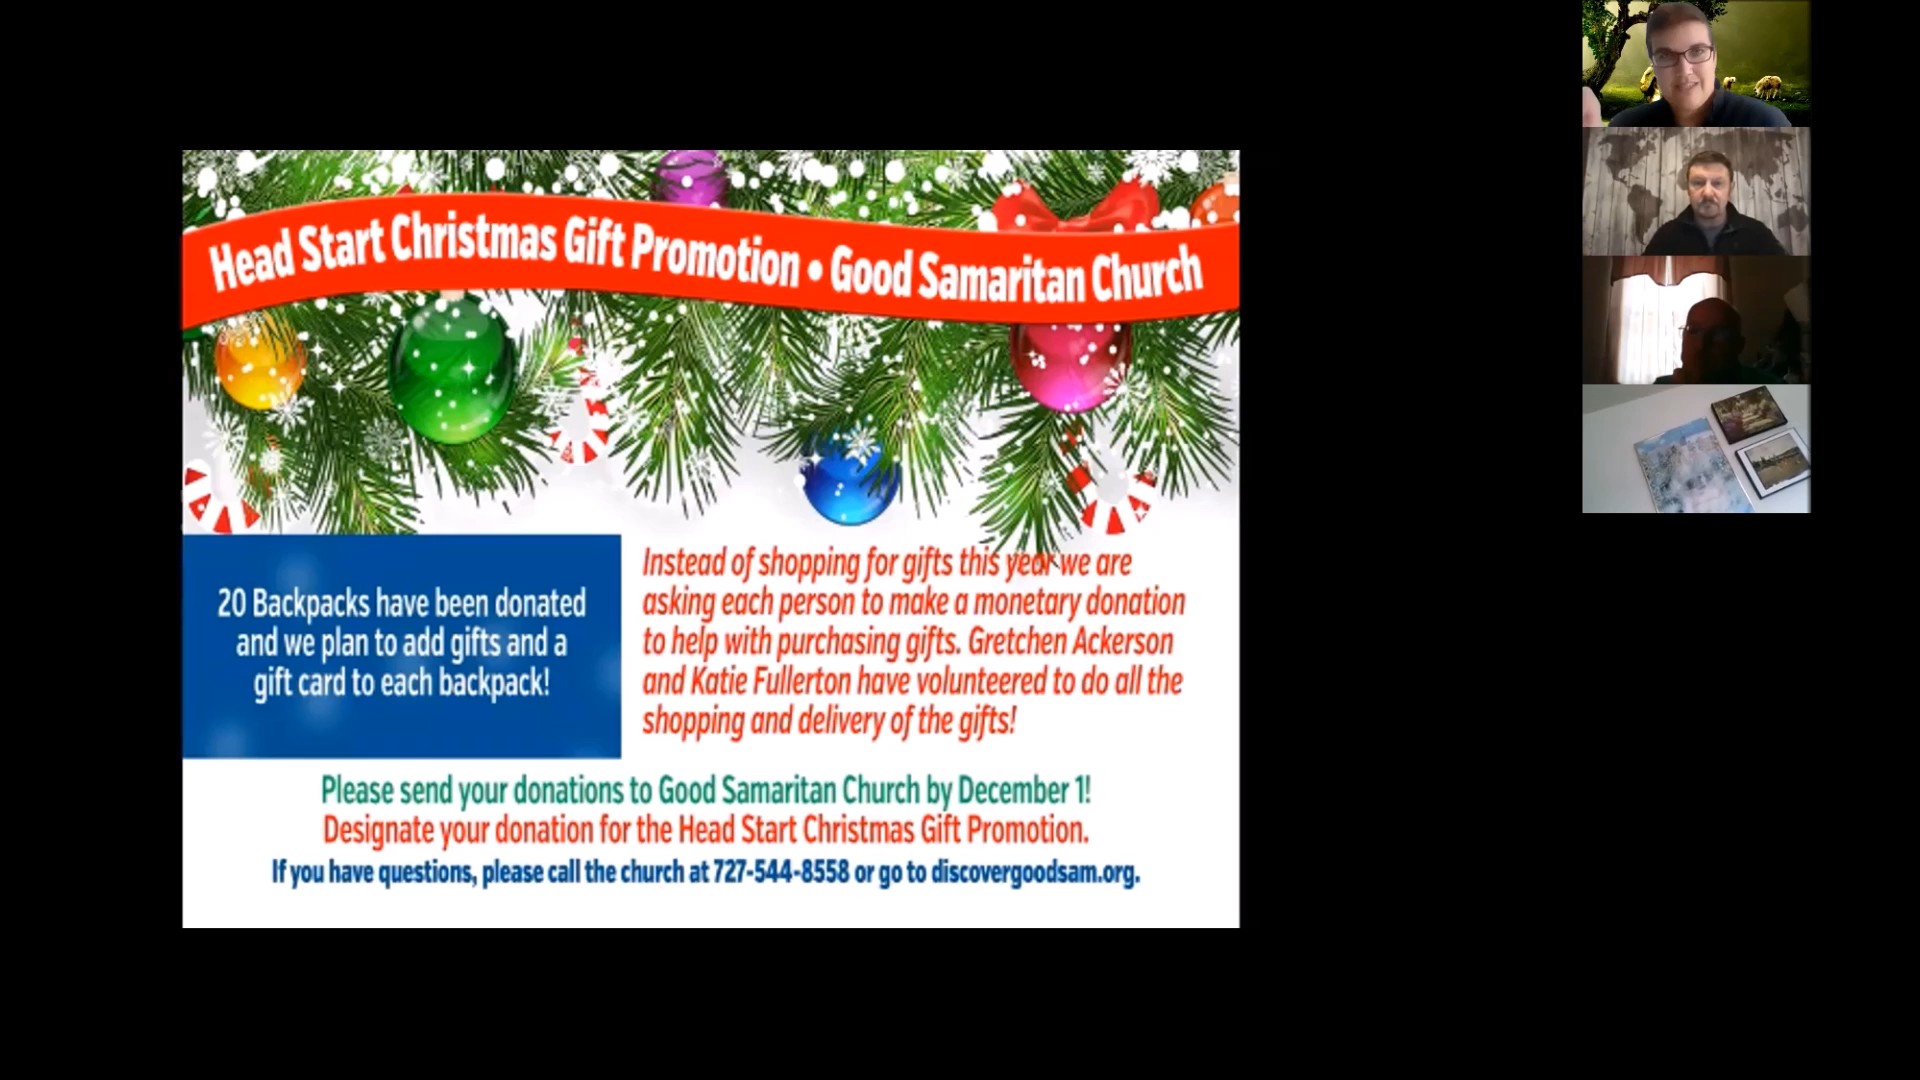 Head Start Christmas Gift Promotion • Good Samaritan Church
20 Backpacks have been donated
and we plan to add gifts and a
gift card to each backpack!
Instead of shopping for gifts this year we are
asking each person to make a monetary donation
to help with purchasing gifts. Gretchen Ackerson
and Katie Fullerton have volunteered to do all the
shopping and delivery of the gifts!
Please send your donations to Good Samaritan Church by December 1!
Designate your donation for the Head Start Christmas Gift Promotion.
If you have questions, please call the church at 727-544-8558 or go to discovergoodsam.org.